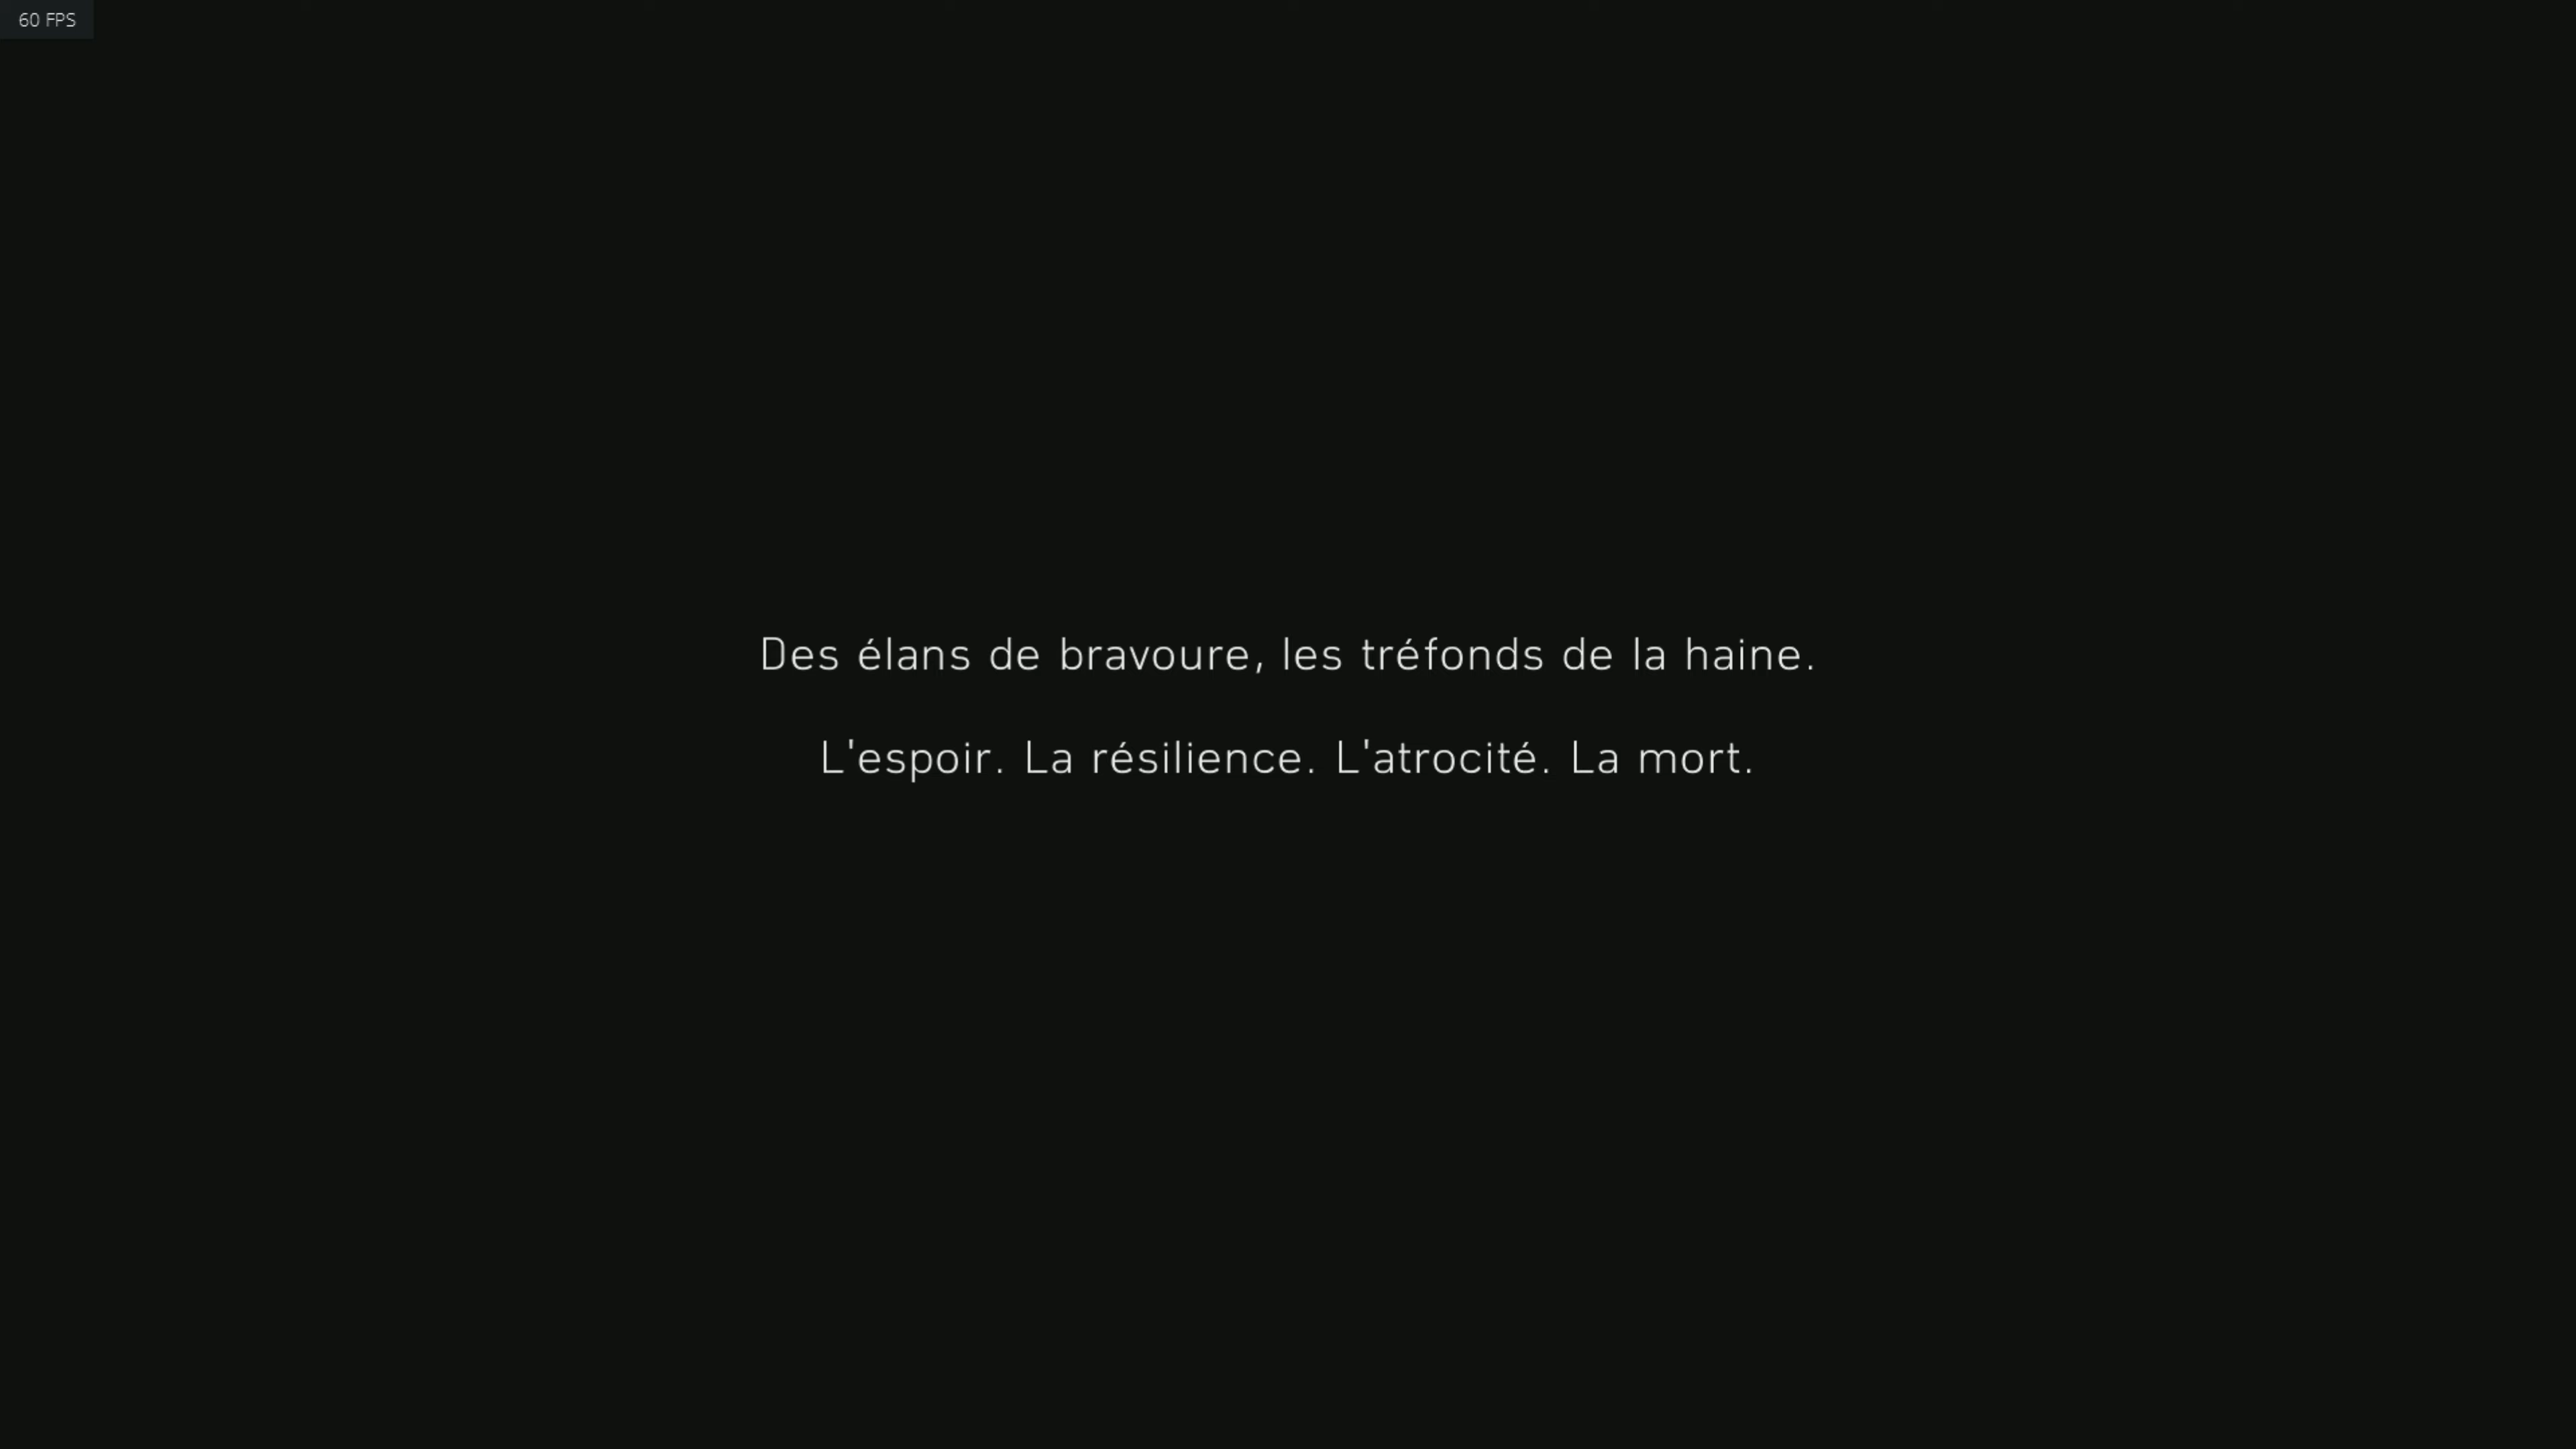 60 FPS
Des élans de bravoure, les tréfonds de la haine.
L'espoir. La résilience. L'atrocité. La mort.